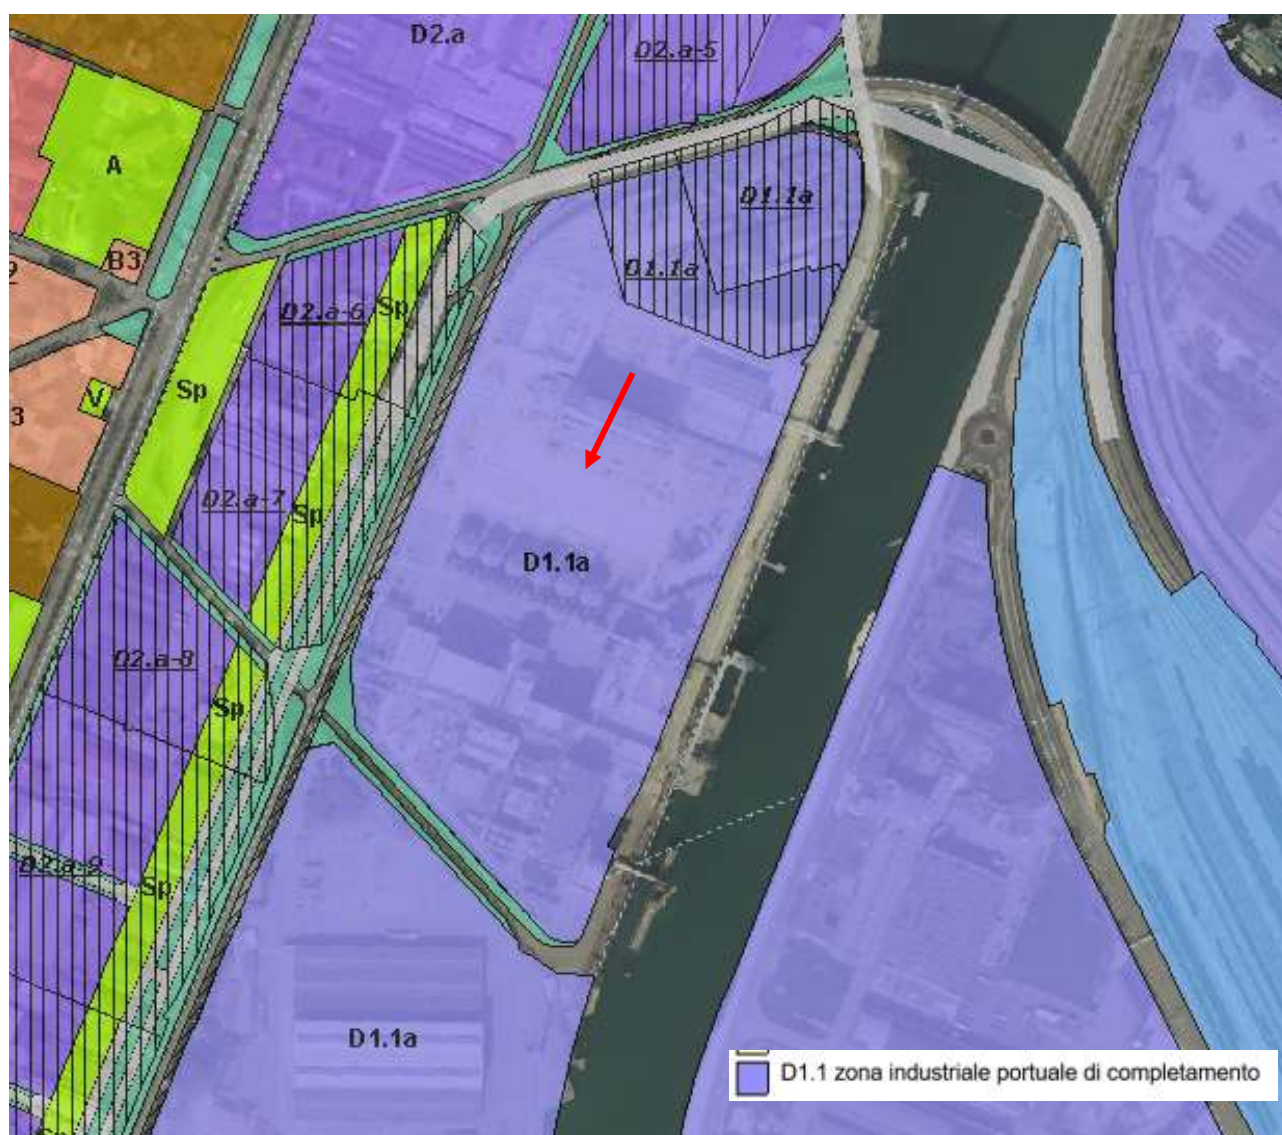 D2.a
D2.a-5
A
D1.1a
B3
D1.1a
D2.a-6
Sp
Sp
V
3
D2.a-7
Sp
D1.1a
D2.a-8
Sp
D2.a-9
Sp
D1.1a
D1.1 zona industriale portuale di completamento
Sp